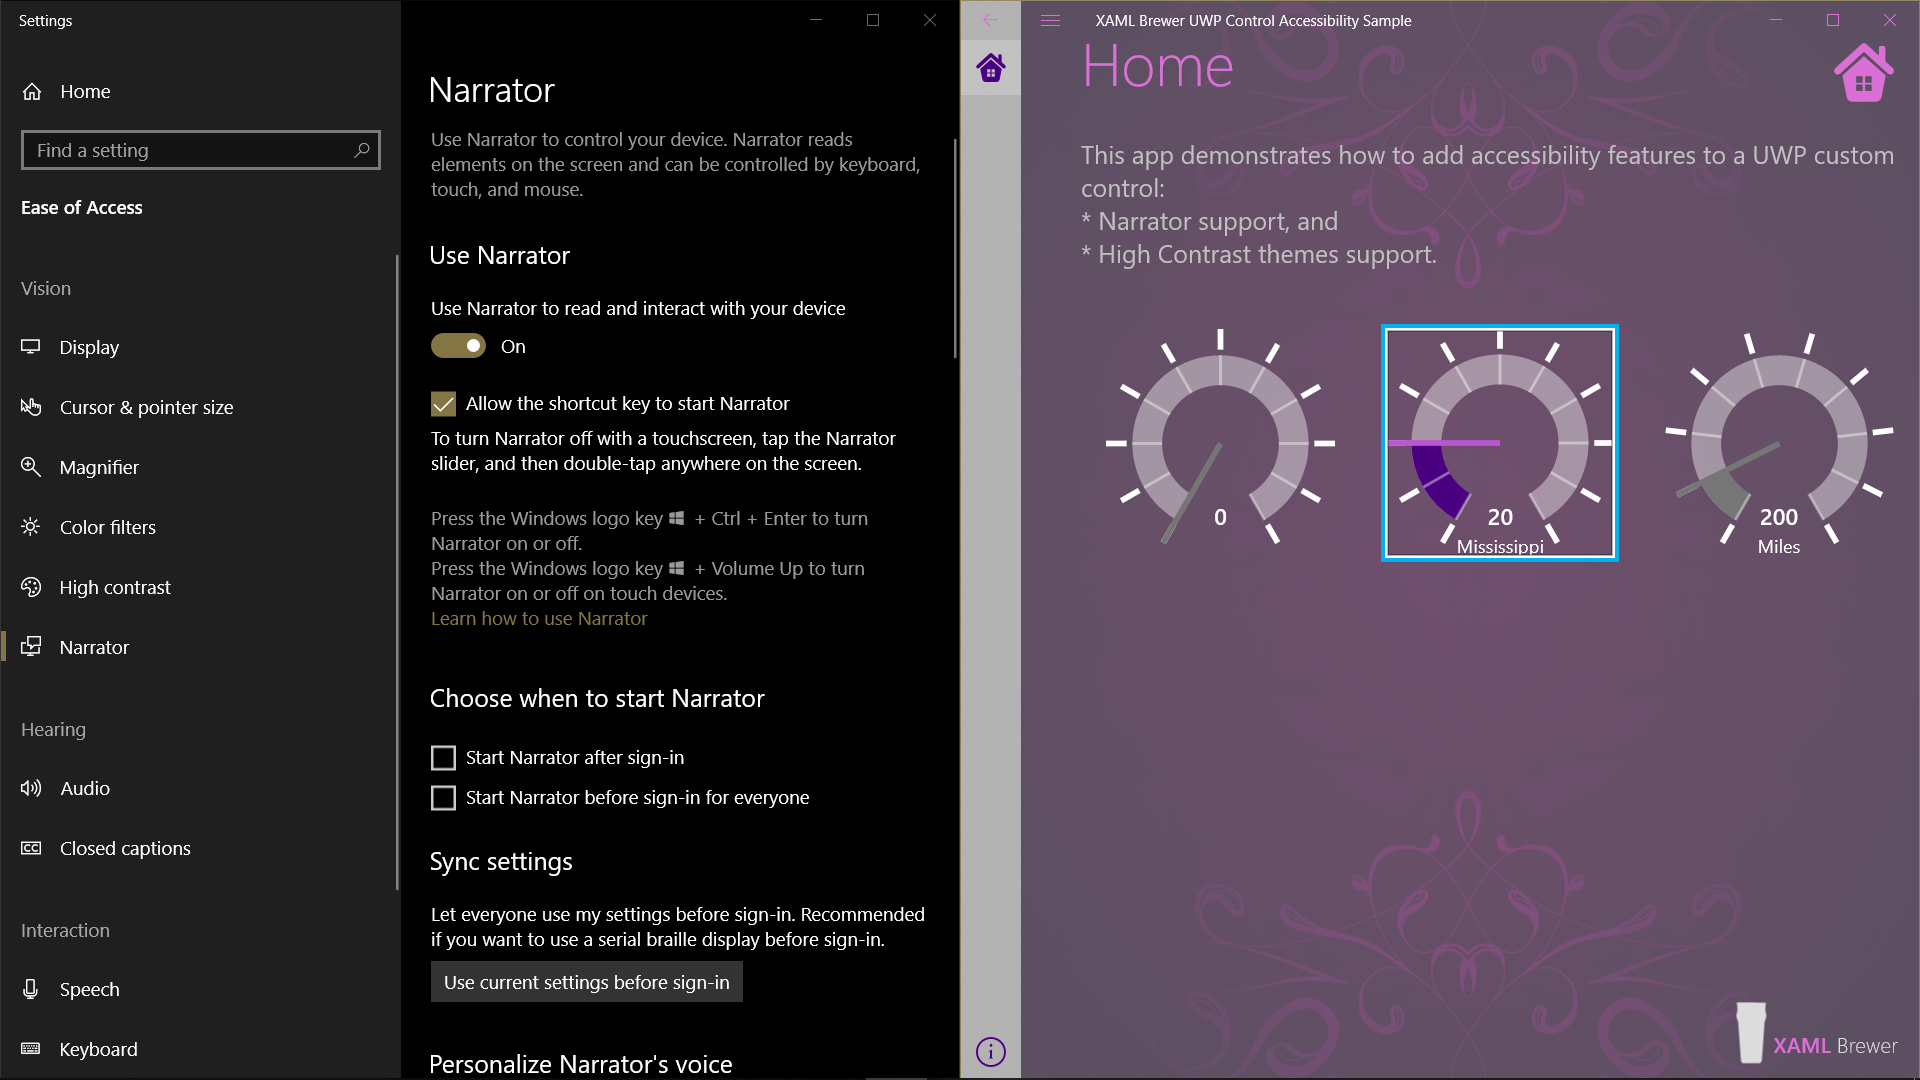 Settings
Home
Find a setting
Ease of Access
Vision
Display
Cursor & pointer size
Magnifier
Color filters
High contrast
Narrator
Hearing
Audio
Closed captions
Interaction
Speech
Keyboard
Narrator
Use Narrator to control your device. Narrator reads
elements on the screen and can be controlled by keyboard,
touch, and mouse.
Use Narrator
Use Narrator to read and interact with your device
On
Allow the shortcut key to start Narrator
To turn Narrator off with a touchscreen, tap the Narrator
slider, and then double-tap anywhere on the screen.
Press the Windows logo key + Ctrl + Enter to turn
Narrator on or off.
Press the Windows logo key + Volume Up to turn
Narrator on or off on touch devices.
Learn how to use Narrator
Choose when to start Narrator
Start Narrator after sign-in
Start Narrator before sign-in for everyone
Sync settings
Let everyone use my settings before sign-in. Recommended
if you want to use a serial braille display before sign-in.
Use current settings before sign-in
Personalize Narrator's voice
XAML Brewer UWP Control Accessibility Sample
Home
This app demonstrates how to add accessibility features to a UWP custom
control:
* Narrator support, and
* High Contrast themes support.
0
20
Mississippi
200
Miles
XAML Brewer